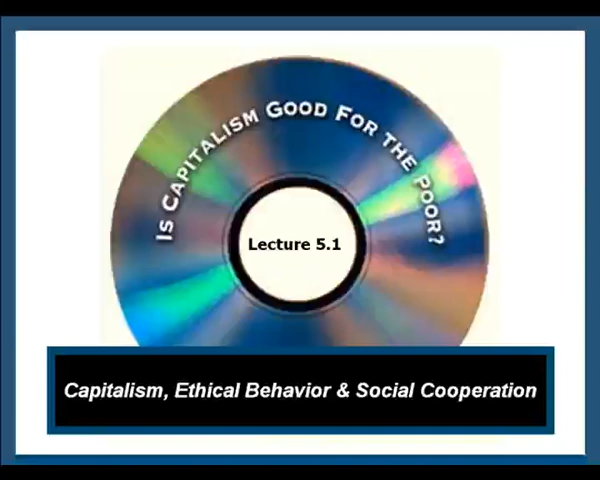 Is Capitalism Good For the Poor?
Lecture 5.1
Capitalism, Ethical Behavior & Social Cooperation